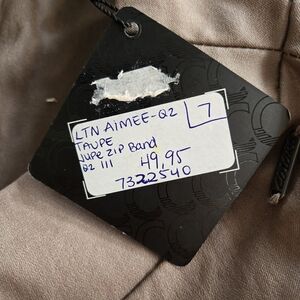 LTN AiMEE-Q2 7
TAUPE
JUPE ZIP Band
Q2 111 49,95
7322540